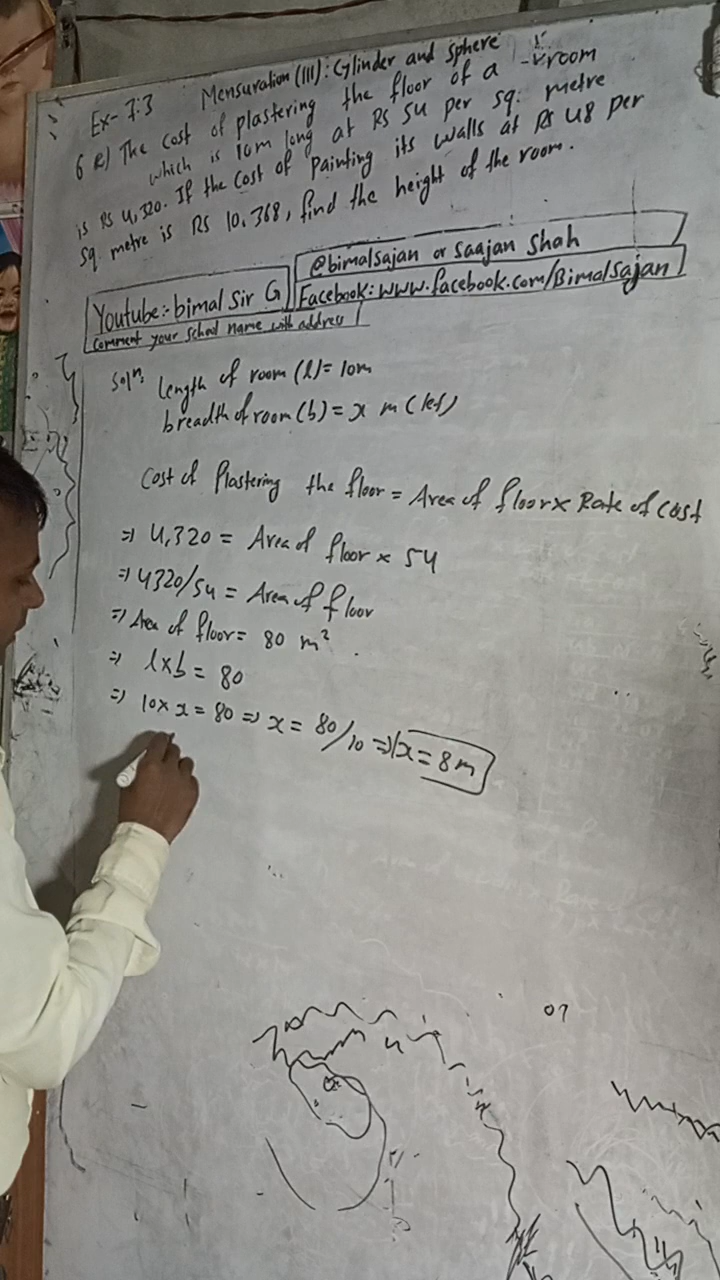 Ex- 7.3 Mensuration (III): Cylinder and sphere
6 e) The cost of plastering the floor of a room
which is 10m long at RS 54 per sq. metre
is RS 4,320. If the cost of painting its walls at RS 48 per
sq. metre is RS 10,368, find the height of the room.
@bimalsajan or Saajan Shah
Youtube:- bimal sir G
Facebook: www.facebook.com/Bimalsajan
comment your school name with address
Solⁿ: Length of room (l) = 10m
breadth of room (b) = x m (let)
Cost of Plastering the floor = Area of floor x Rate of cost
⇒ 4,320 = Area of floor × 54
⇒ 4320/54 = Area of floor
⇒ Area of floor = 80 m².
⇒ l×b = 80
⇒ 10× x = 80 ⇒ x = 80/10 ⇒ x = 8m